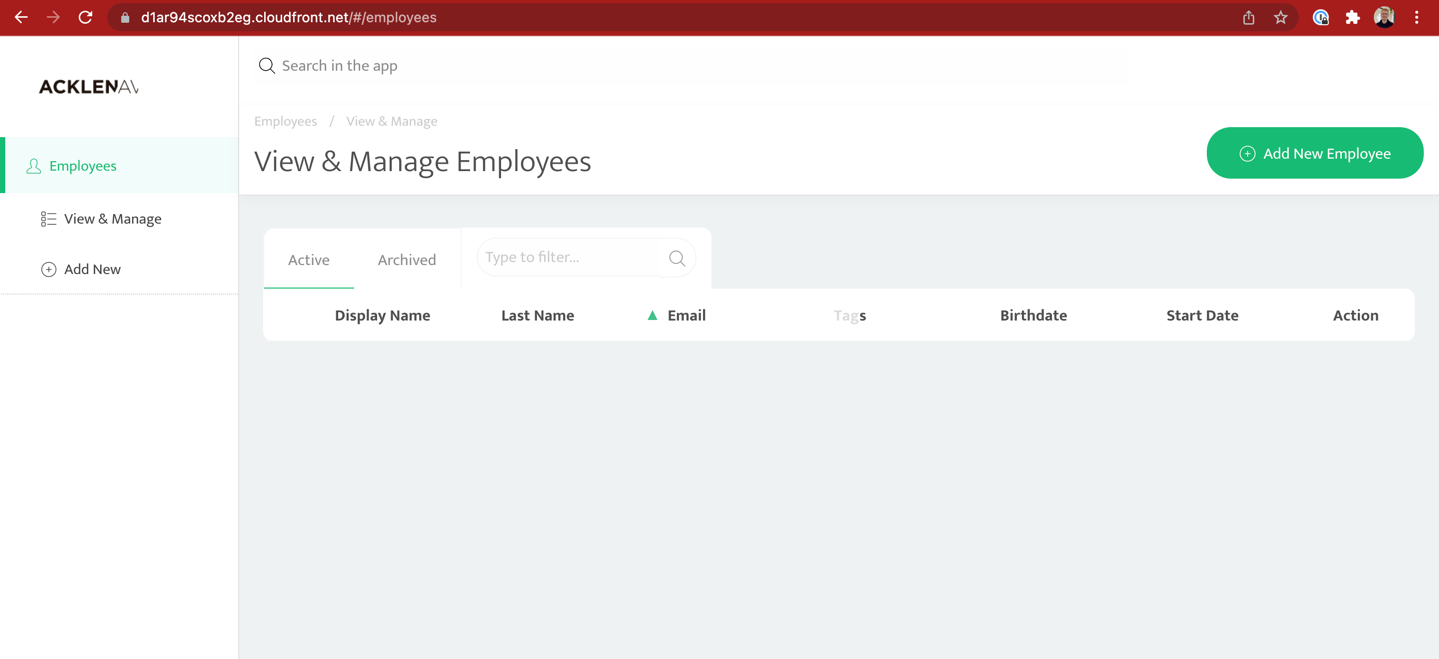 d1ar94scoxb2eg.cloudfront.net/#/employees
ACKLENAV
Search in the app
Employees / View & Manage
View & Manage Employees
Add New Employee
Employees
View & Manage
Add New
Active Archived Type to filter...
Display Name Last Name Email Tags Birthdate Start Date Action